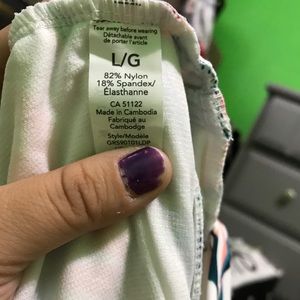 Tear away before wearing
Détachable avant
de porter l'article
L/G
82% Nylon
18% Spandex/
Élasthanne
CA 51122
Made in Cambodia
Fabriqué au
Cambodge
Style/Modèle
GRS90101LDP